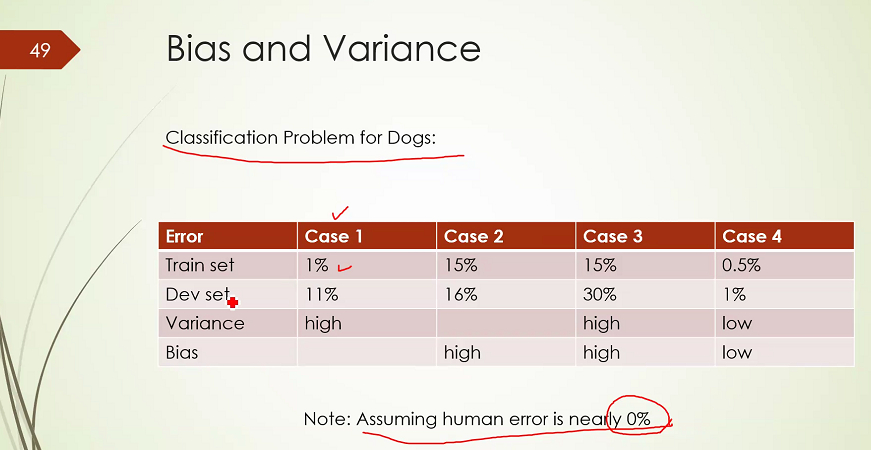 49
Bias and Variance
Classification Problem for Dogs:
Error Case 1 Case 2 Case 3 Case 4
Train set 1% 15% 15% 0.5%
Dev set 11% 16% 30% 1%
Variance high high low
Bias high high low
Note: Assuming human error is nearly 0%